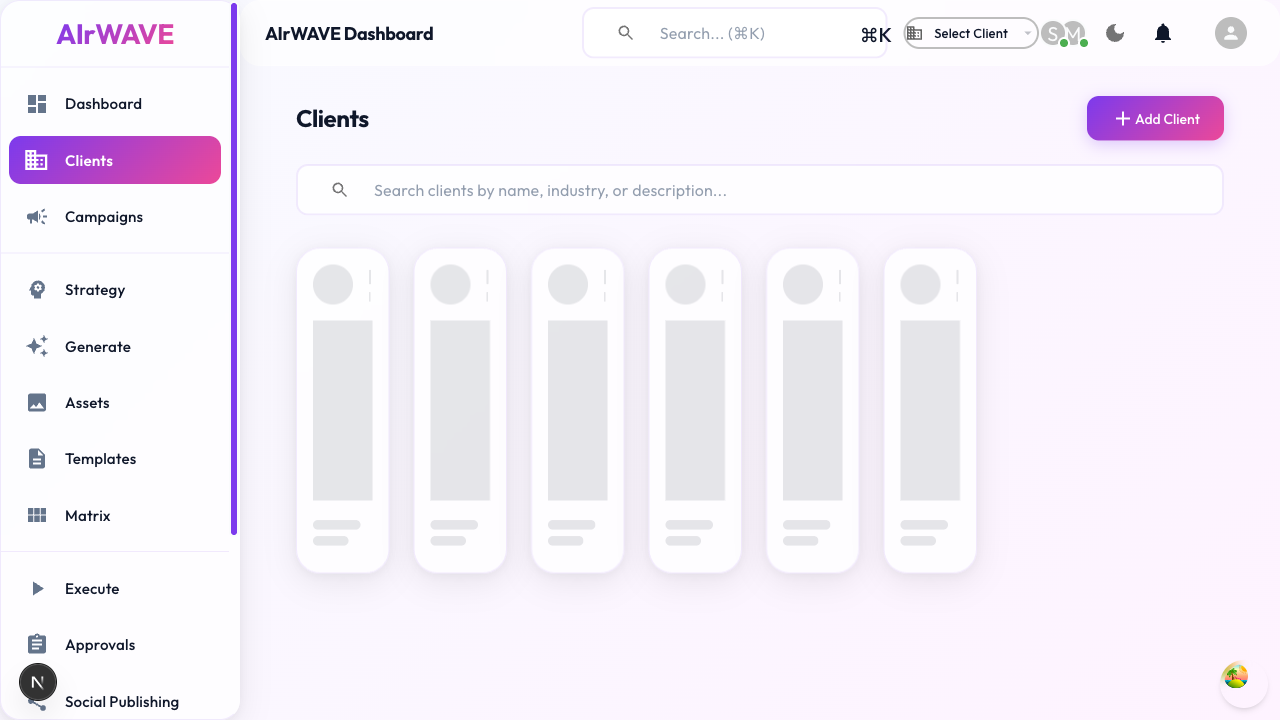 AIrWAVE
Dashboard
Clients
Campaigns
Strategy
Generate
Assets
Templates
Matrix
Execute
Approvals
Social Publishing
N
AIrWAVE Dashboard
Search... (⌘K)
⌘K
Select Client
S
M
Clients
Add Client
Search clients by name, industry, or description...